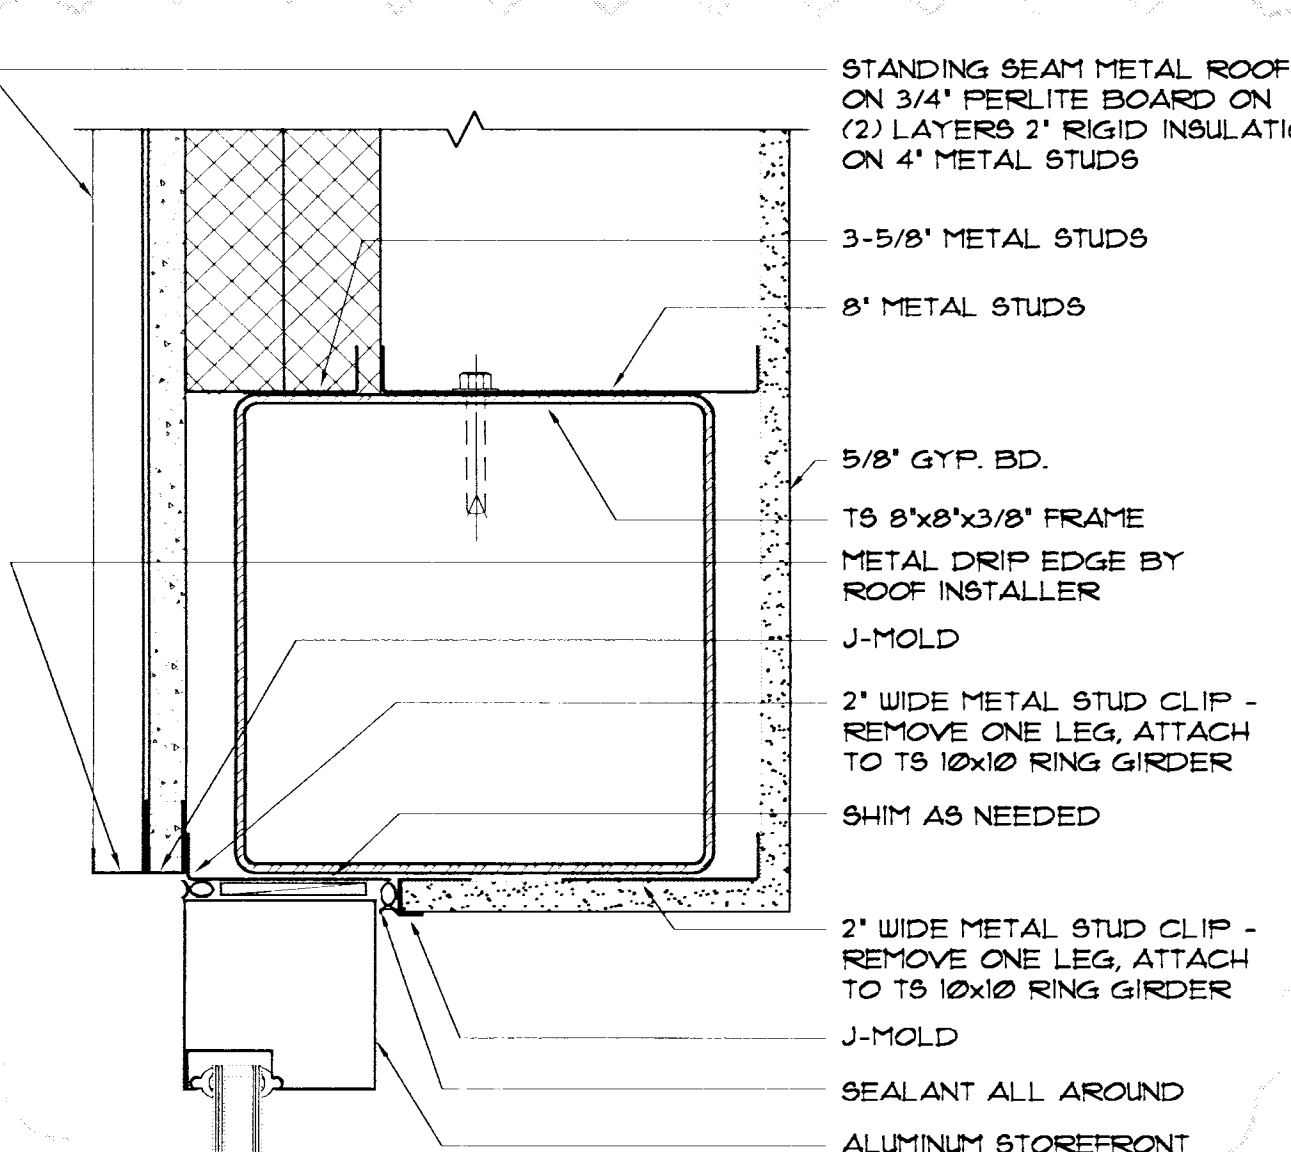 STANDING SEAM METAL ROOF
ON 3/4" PERLITE BOARD ON
(2) LAYERS 2" RIGID
ON 4" METAL STUDS
3-5/8" METAL STUDS
8" METAL STUDS
5/8" GYP. BD.
TS 8"x8"x3/8" FRAME
METAL DRIP EDGE BY
ROOF INSTALLER
J-MOLD
2" WIDE METAL STUD CLIP -
REMOVE ONE LEG, ATTACH
TO TS 10x10 RING GIRDER
SHIM AS NEEDED
2" WIDE METAL STUD CLIP -
REMOVE ONE LEG, ATTACH
TO TS 10x10 RING GIRDER
J-MOLD
SEALANT ALL AROUND
ALUMINUM STOREFRONT